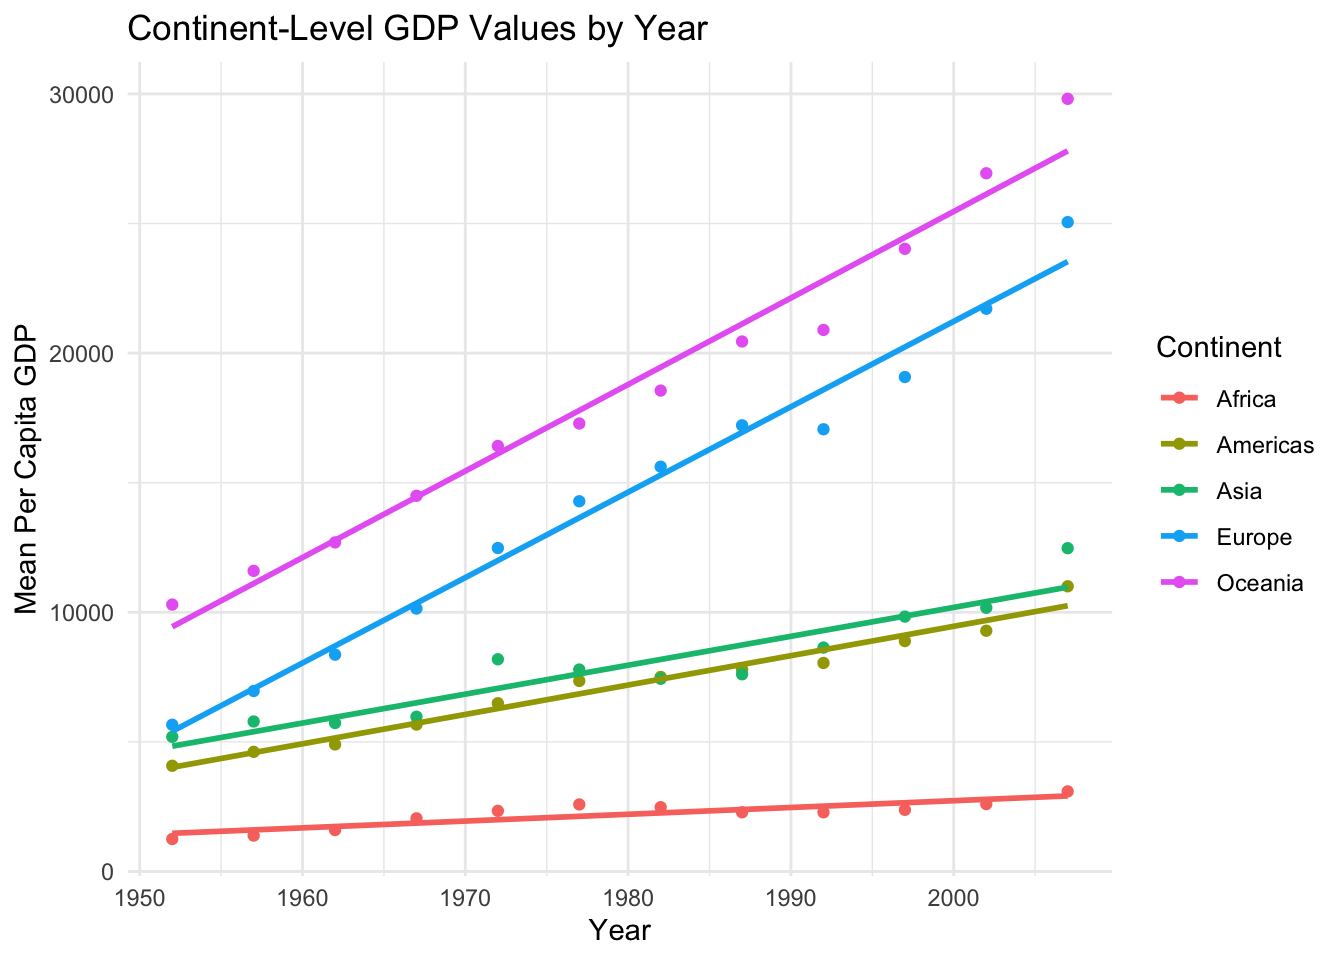 Continent-Level GDP Values by Year
30000
20000
10000
0
Mean Per Capita GDP
1950 1960 1970 1980 1990 2000
Year
Continent
Africa
Americas
Asia
Europe
Oceania